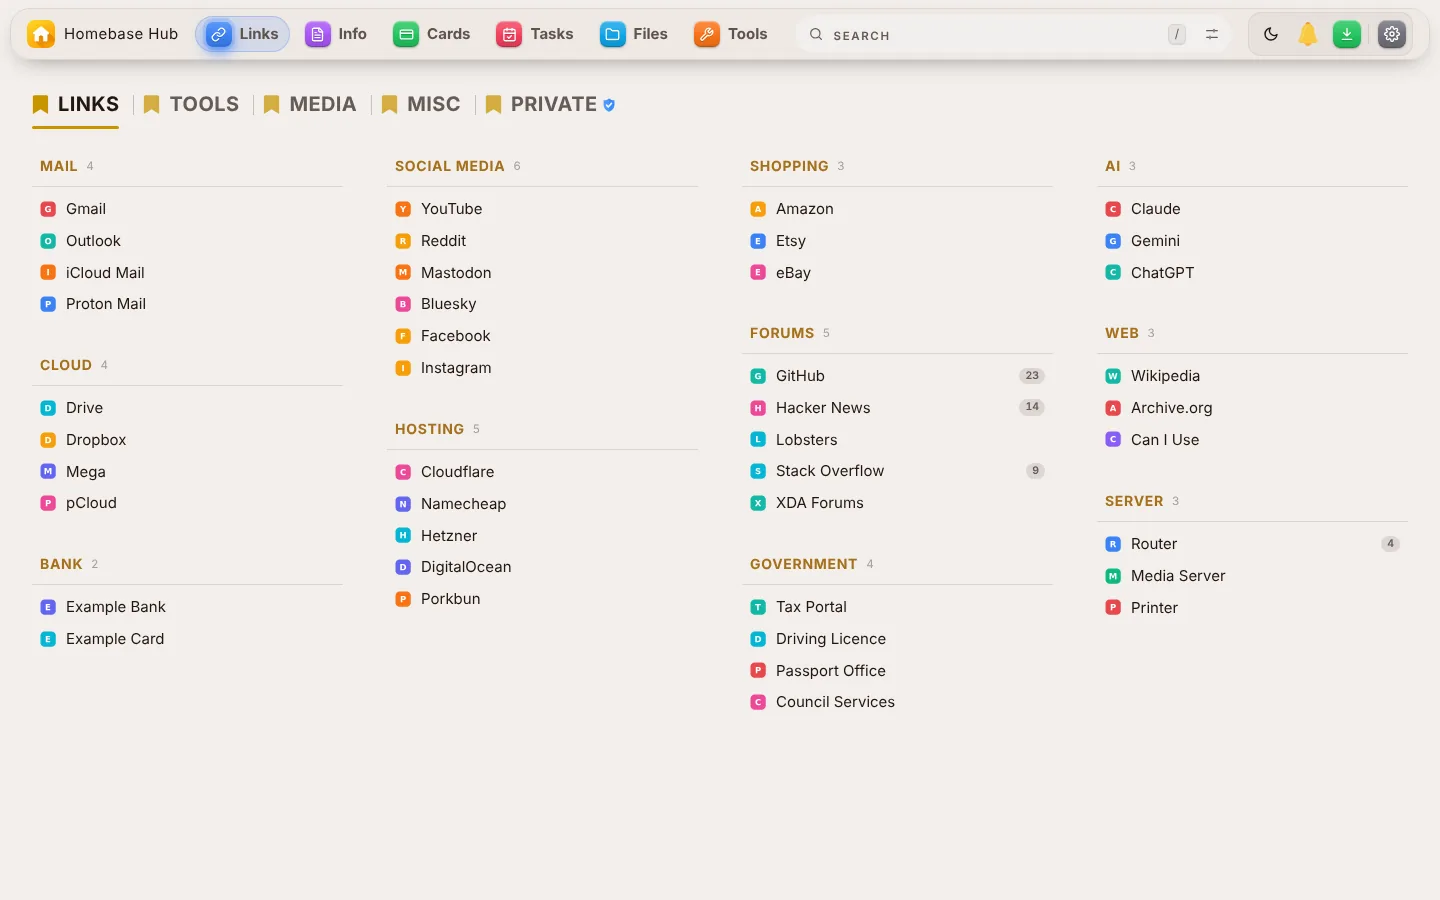 Homebase Hub Links Info Cards Tasks Files Tools SEARCH /
LINKS TOOLS MEDIA MISC PRIVATE
MAIL 4
G Gmail
O Outlook
I iCloud Mail
P Proton Mail
CLOUD 4
D Drive
D Dropbox
M Mega
P pCloud
BANK 2
E Example Bank
E Example Card
SOCIAL MEDIA 6
Y YouTube
R Reddit
M Mastodon
B Bluesky
F Facebook
I Instagram
HOSTING 5
C Cloudflare
N Namecheap
H Hetzner
D DigitalOcean
P Porkbun
SHOPPING 3
A Amazon
E Etsy
E eBay
FORUMS 5
G GitHub 23
H Hacker News 14
L Lobsters
S Stack Overflow 9
X XDA Forums
GOVERNMENT 4
T Tax Portal
D Driving Licence
P Passport Office
C Council Services
AI 3
C Claude
G Gemini
C ChatGPT
WEB 3
W Wikipedia
A Archive.org
C Can I Use
SERVER 3
R Router 4
M Media Server
P Printer